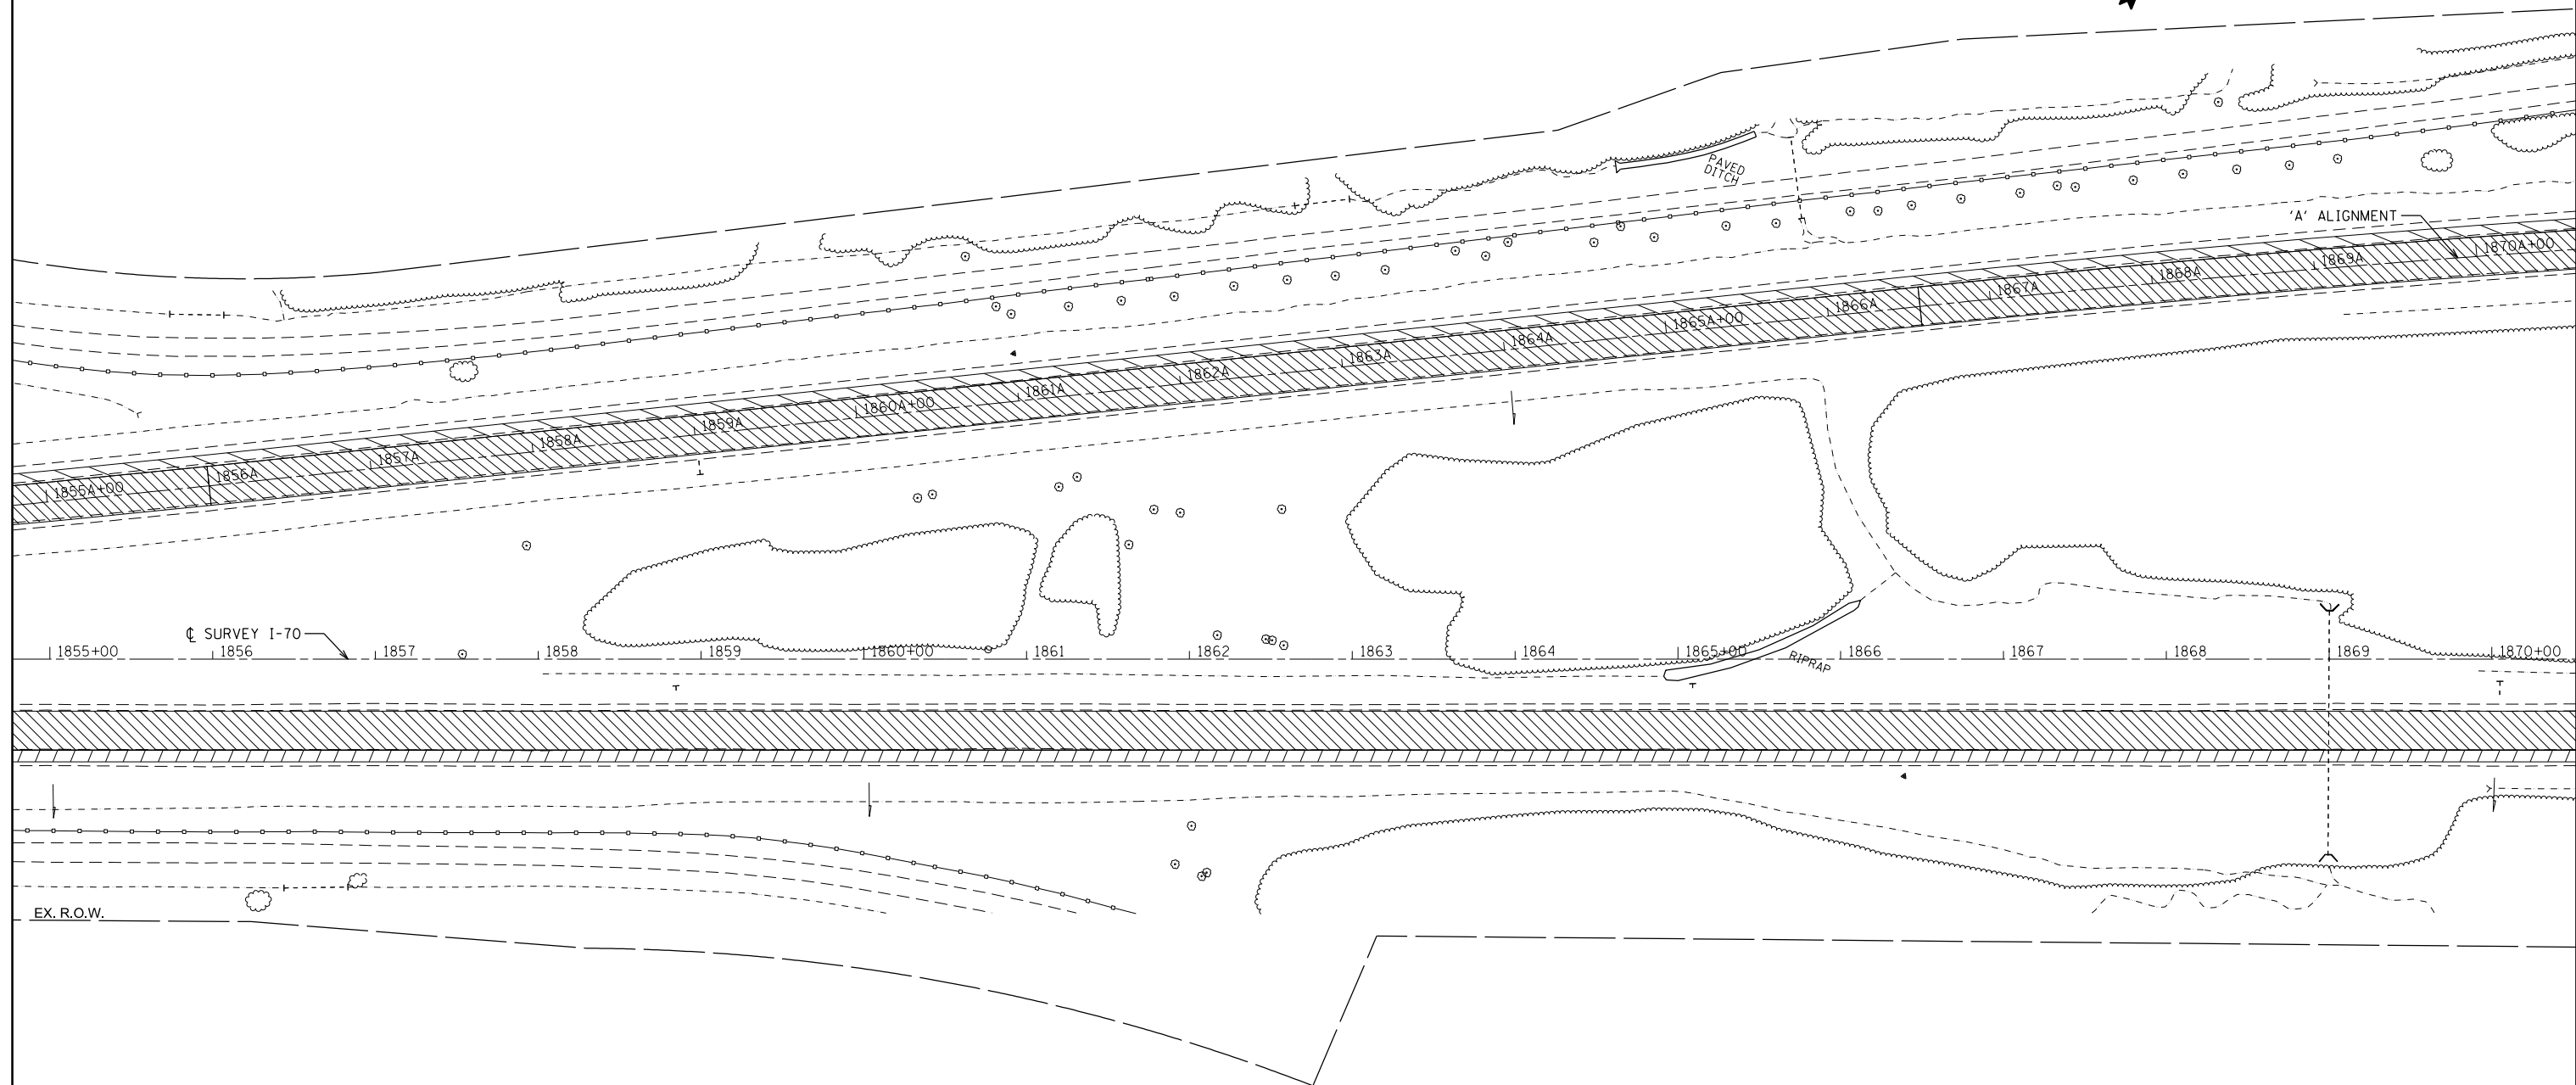 PAVED
DITCH
'A' ALIGNMENT
1855A+00
1856A
1857A
1858A
1859A
1860A+00
1861A
1862A
1863A
1864A
1865A+00
1866A
1867A
1868A
1869A
1870A+00
℄ SURVEY I-70
1855+00
1856
1857
1858
1859
1860+00
1861
1862
1863
1864
1865+00
1866
1867
1868
1869
1870+00
RIPRAP
EX. R.O.W.